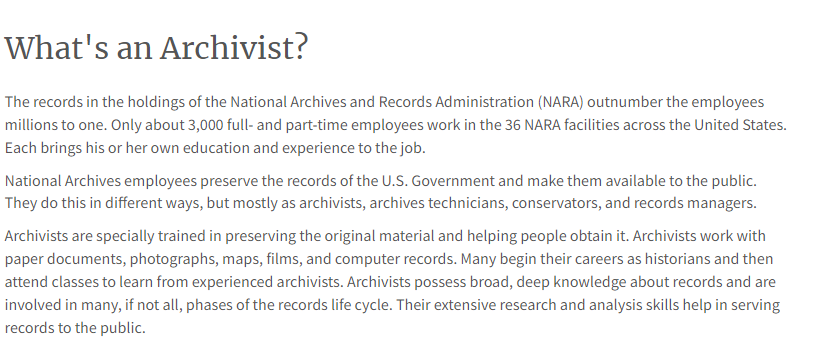 What's an Archivist?
The records in the holdings of the National Archives and Records Administration (NARA) outnumber the employees
millions to one. Only about 3,000 full- and part-time employees work in the 36 NARA facilities across the United States.
Each brings his or her own education and experience to the job.
National Archives employees preserve the records of the U.S. Government and make them available to the public.
They do this in different ways, but mostly as archivists, archives technicians, conservators, and records managers.
Archivists are specially trained in preserving the original material and helping people obtain it. Archivists work with
paper documents, photographs, maps, films, and computer records. Many begin their careers as historians and then
attend classes to learn from experienced archivists. Archivists possess broad, deep knowledge about records and are
involved in many, if not all, phases of the records life cycle. Their extensive research and analysis skills help in serving
records to the public.